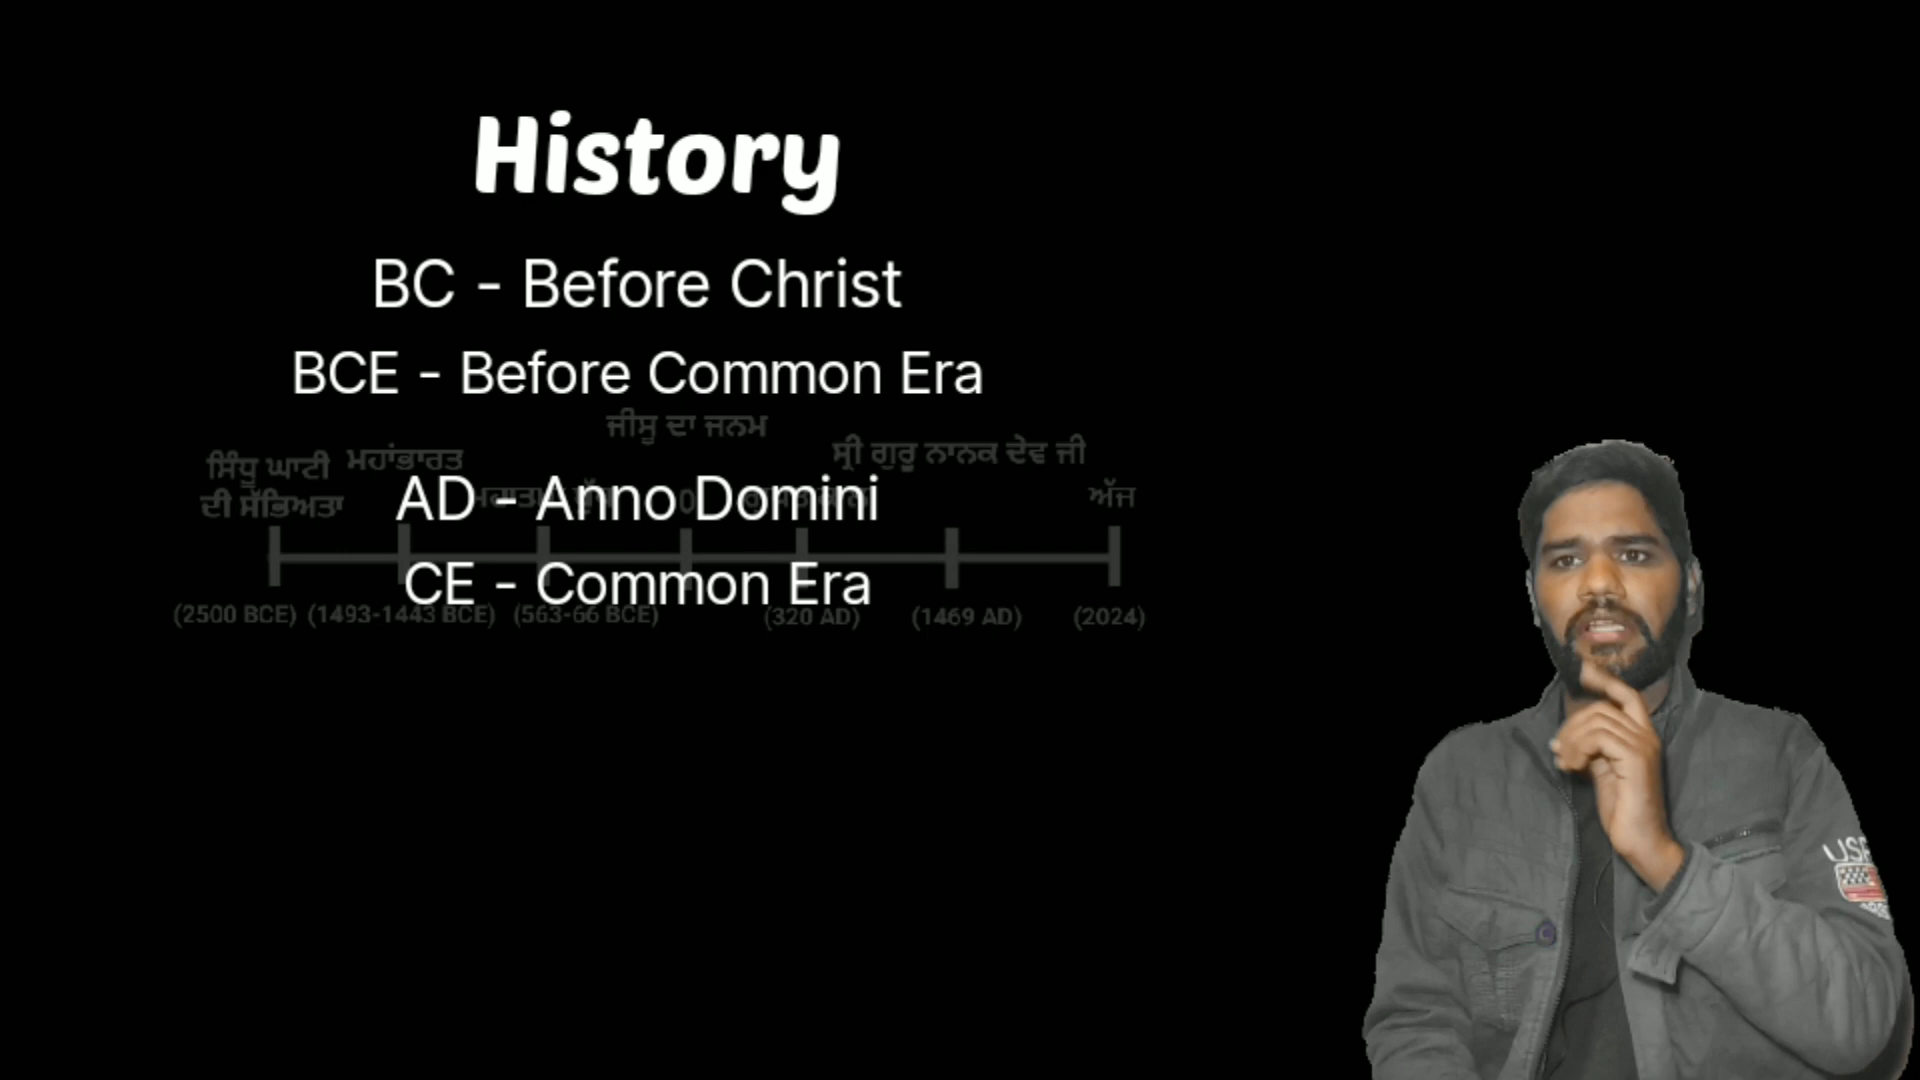 History
BC - Before Christ
BCE - Before Common Era
ਜੀਸੂ ਦਾ ਜਨਮ
ਸਿੰਧੂ ਘਾਟੀ
ਦੀ ਸੱਭਿਅਤਾ
ਮਹਾਂਭਾਰਤ
ਸ੍ਰੀ ਗੁਰੂ ਨਾਨਕ ਦੇਵ ਜੀ
AD - Anno Domini
0
ਅੱਜ
CE - Common Era
(2500 BCE) (1493-1443 BCE) (563-66 BCE) (320 AD) (1469 AD) (2024)